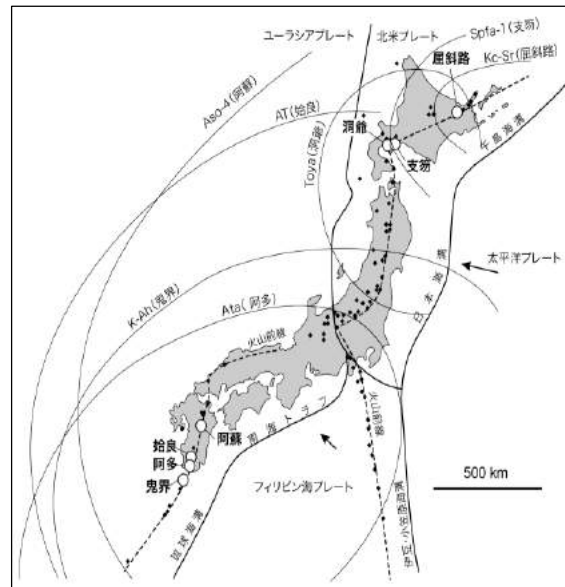 ユーラシアプレート
北米プレート
Spfa-1(支笏)
屈斜路
Kc-Sr(屈斜路)
Aso-4(阿蘇)
AT(姶良)
洞爺
Toya(洞爺)
支笏
千島海溝
太平洋プレート
日本海溝
K-Ah(鬼界)
Ata(阿多)
火山前線
阿蘇
南海トラフ
火山前線
姶良
阿多
鬼界
フィリピン海プレート
500 km
琉球海溝
伊豆・小笠原海溝